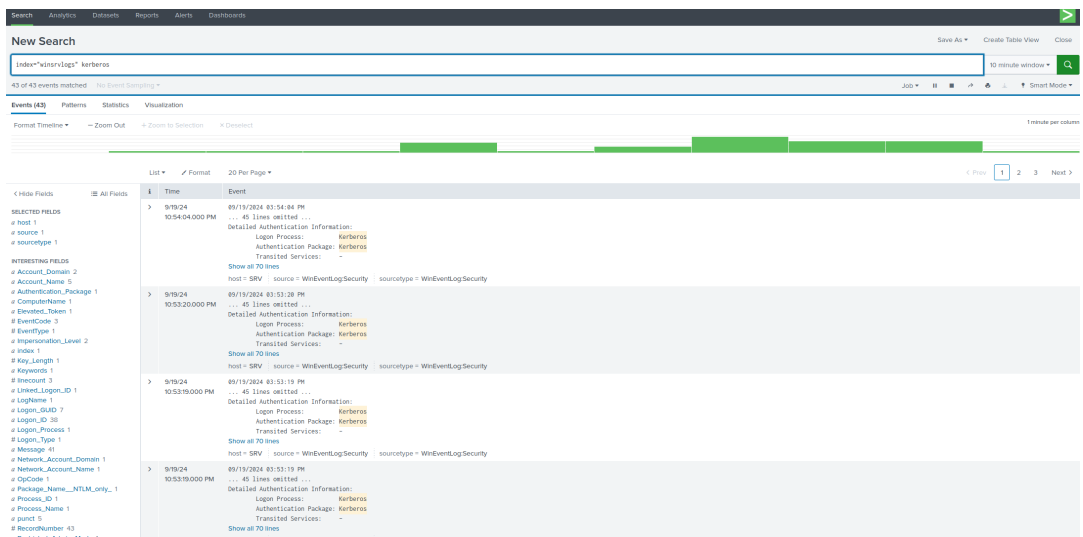 Search Analytics Datasets Reports Alerts Dashboards
New Search
Save As Create Table View Close
index="winsrvlogs" kerberos
10 minute window
43 of 43 events matched No Event Sampling
Job Smart Mode
Events (43) Patterns Statistics Visualization
Format Timeline — Zoom Out + Zoom to Selection × Deselect
1 minute per column
List Format 20 Per Page
< Prev 1 2 3 Next >
< Hide Fields All Fields
SELECTED FIELDS
a host 1
a source 1
a sourcetype 1
INTERESTING FIELDS
a Account_Domain 2
a Account_Name 5
a Authentication_Package 1
a ComputerName 1
a Elevated_Token 1
# EventCode 3
# EventType 1
a Impersonation_Level 2
a index 1
# Key_Length 1
a Keywords 1
# linecount 3
a Linked_Logon_ID 1
a LogName 1
a Logon_GUID 7
a Logon_ID 38
a Logon_Process 1
# Logon_Type 1
a Message 41
a Network_Account_Domain 1
a Network_Account_Name 1
a OpCode 1
a Package_Name__NTLM_only_ 1
a Process_ID 1
a Process_Name 1
a punct 5
# RecordNumber 43
i Time Event
9/19/24
10:54:04.000 PM
09/19/2024 03:54:04 PM
... 45 lines omitted ...
Detailed Authentication Information:
Logon Process: Kerberos
Authentication Package: Kerberos
Transited Services: -
Show all 70 lines
host = SRV source = WinEventLog:Security sourcetype = WinEventLog:Security
9/19/24
10:53:20.000 PM
09/19/2024 03:53:20 PM
... 45 lines omitted ...
Detailed Authentication Information:
Logon Process: Kerberos
Authentication Package: Kerberos
Transited Services: -
Show all 70 lines
host = SRV source = WinEventLog:Security sourcetype = WinEventLog:Security
9/19/24
10:53:19.000 PM
09/19/2024 03:53:19 PM
... 45 lines omitted ...
Detailed Authentication Information:
Logon Process: Kerberos
Authentication Package: Kerberos
Transited Services: -
Show all 70 lines
host = SRV source = WinEventLog:Security sourcetype = WinEventLog:Security
9/19/24
10:53:19.000 PM
09/19/2024 03:53:19 PM
... 45 lines omitted ...
Detailed Authentication Information:
Logon Process: Kerberos
Authentication Package: Kerberos
Transited Services: -
Show all 70 lines